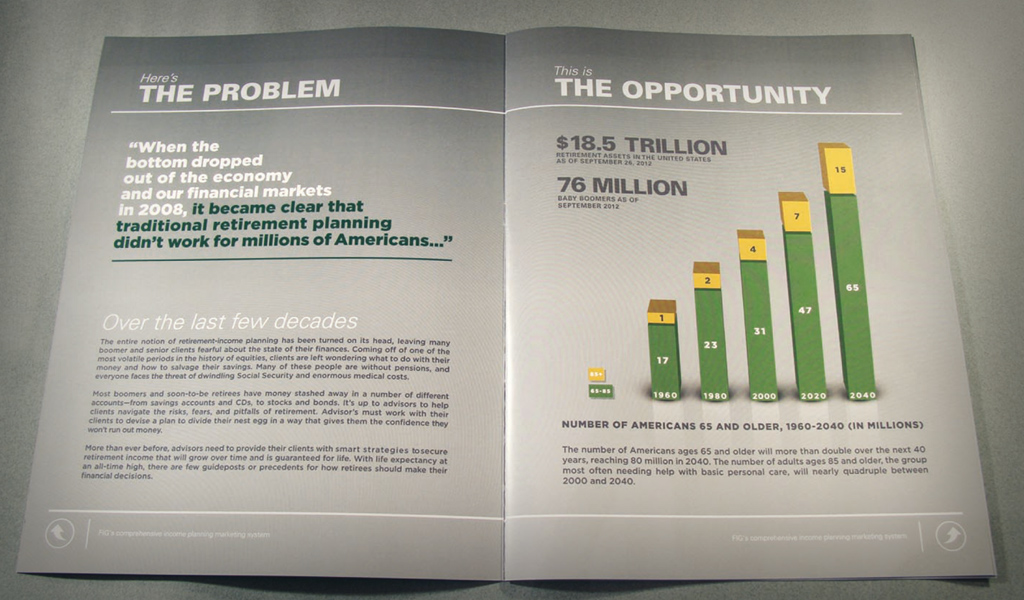 Here's
THE PROBLEM
“When the
bottom dropped
out of the economy
and our financial markets
in 2008, it became clear that
traditional retirement planning
didn’t work for millions of Americans...”
Over the last few decades
The entire notion of retirement-income planning has been turned on its head, leaving many
boomer and senior clients fearful about the state of their finances. Coming off of one of the
most volatile periods in the history of equities, clients are left wondering what to do with their
money and how to salvage their savings. Many of these people are without pensions, and
everyone faces the threat of dwindling Social Security and enormous medical costs.
Most boomers and soon-to-be retirees have money stashed away in a number of different
accounts—from savings accounts and CDs, to stocks and bonds. It's up to advisors to help
clients navigate the risks, fears, and pitfalls of retirement. Advisor's must work with their
clients to devise a plan to divide their nest egg in a way that gives them the confidence they
won't run out money.
More than ever before, advisors need to provide their clients with smart strategies to secure
retirement income that will grow over time and is guaranteed for life. With life expectancy at
an all-time high, there are few guideposts or precedents for how retirees should make their
financial decisions.
FIG's comprehensive income planning marketing system
This is
THE OPPORTUNITY
$18.5 TRILLION
RETIREMENT ASSETS IN THE UNITED STATES
AS OF SEPTEMBER 26, 2012
76 MILLION
BABY BOOMERS AS OF
SEPTEMBER 2012
15
7
4
2
1
65
47
31
23
17
85+
65-85
1960 1980 2000 2020 2040
NUMBER OF AMERICANS 65 AND OLDER, 1960-2040 (IN MILLIONS)
The number of Americans ages 65 and older will more than double over the next 40
years, reaching 80 million in 2040. The number of adults ages 85 and older, the group
most often needing help with basic personal care, will nearly quadruple between
2000 and 2040.
FIG's comprehensive income planning marketing system